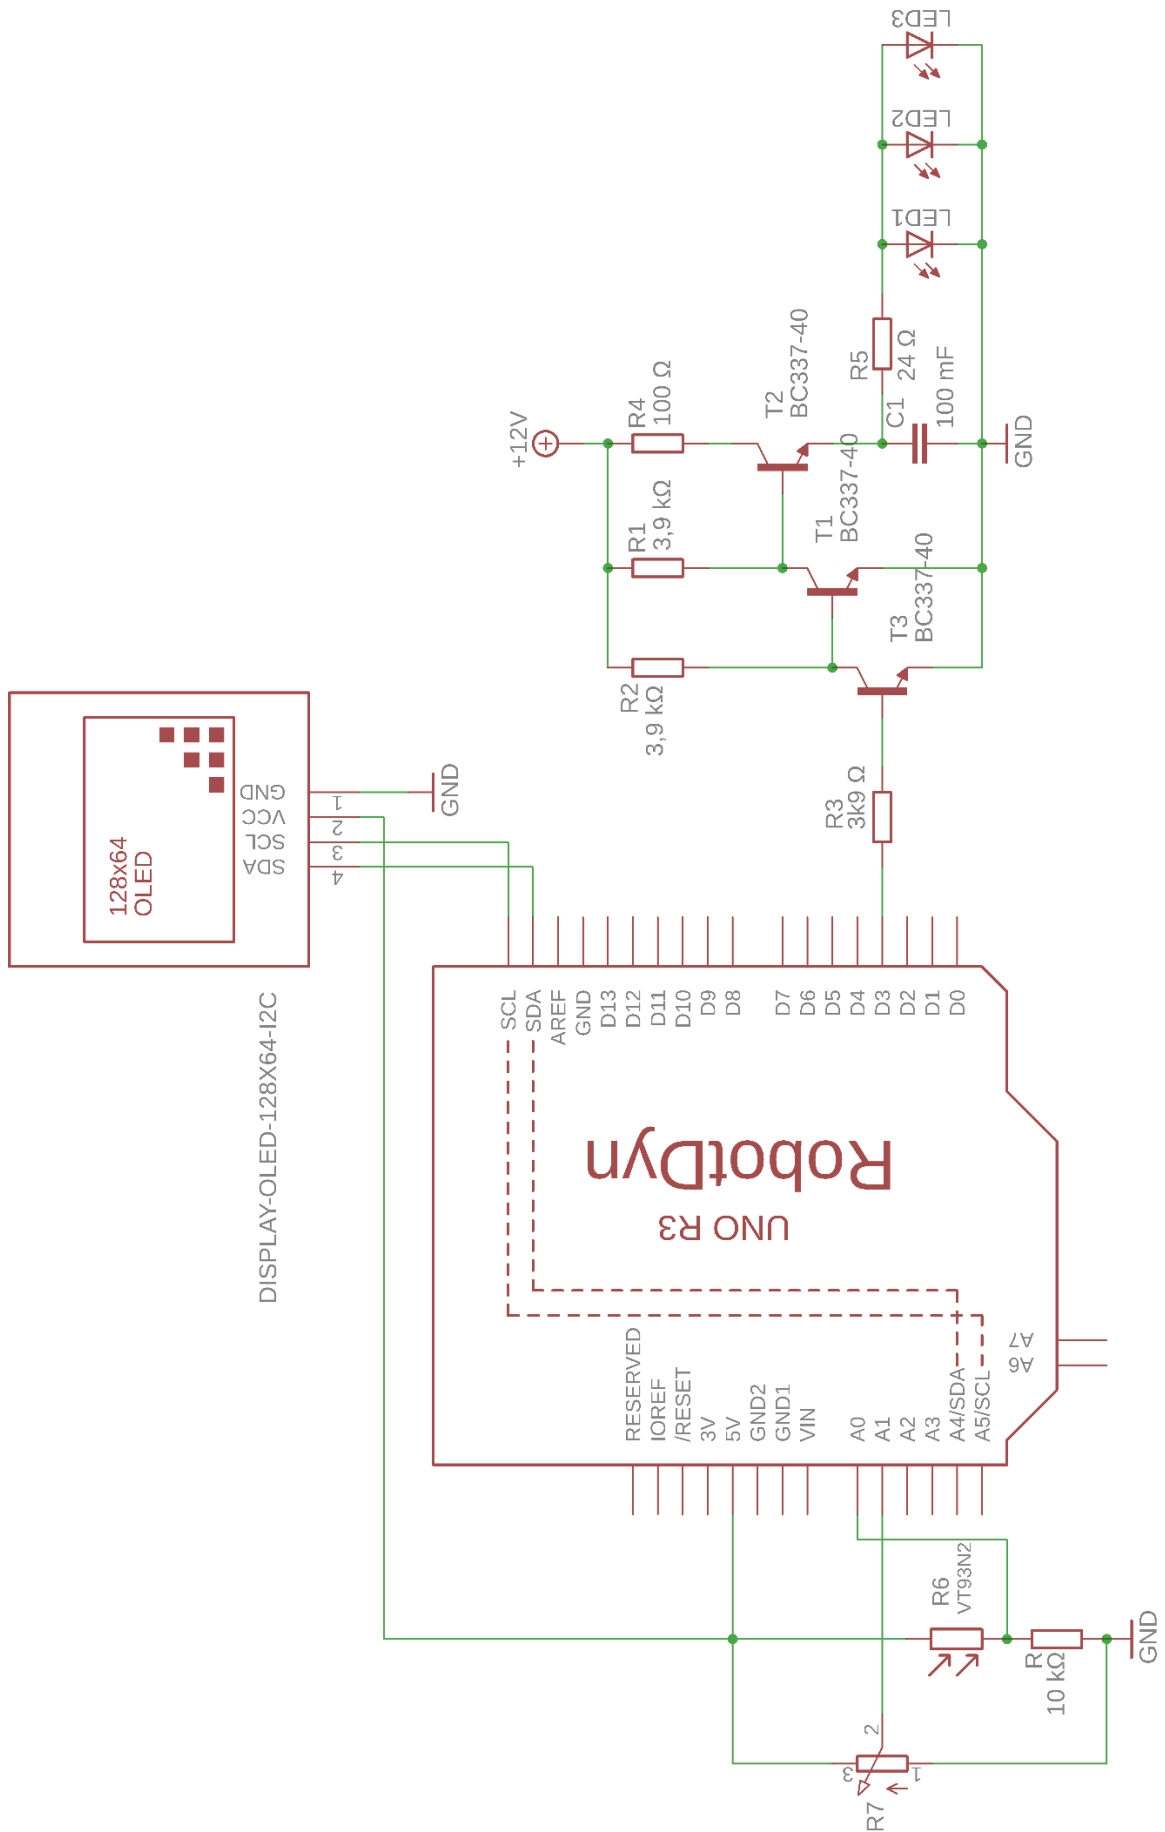 LED3
LED2
LED1
+12V
R4
100 Ω
T2
BC337-40
R5
24 Ω
C1
100 mF
GND
R1
3,9 kΩ
T1
BC337-40
T3
BC337-40
R2
3,9 kΩ
R3
3k9 Ω
128x64
OLED
GND
VCC
SCL
SDA
1
2
3
4
GND
DISPLAY-OLED-128X64-I2C
SCL
SDA
AREF
GND
D13
D12
D11
D10
D9
D8
D7
D6
D5
D4
D3
D2
D1
D0
RobotDyn
UNO R3
A7
A6
RESERVED
IOREF
/RESET
3V
5V
GND2
GND1
VIN
A0
A1
A2
A3
A4/SDA
A5/SCL
R6
VT93N2
R
10 kΩ
GND
2
3
1
R7